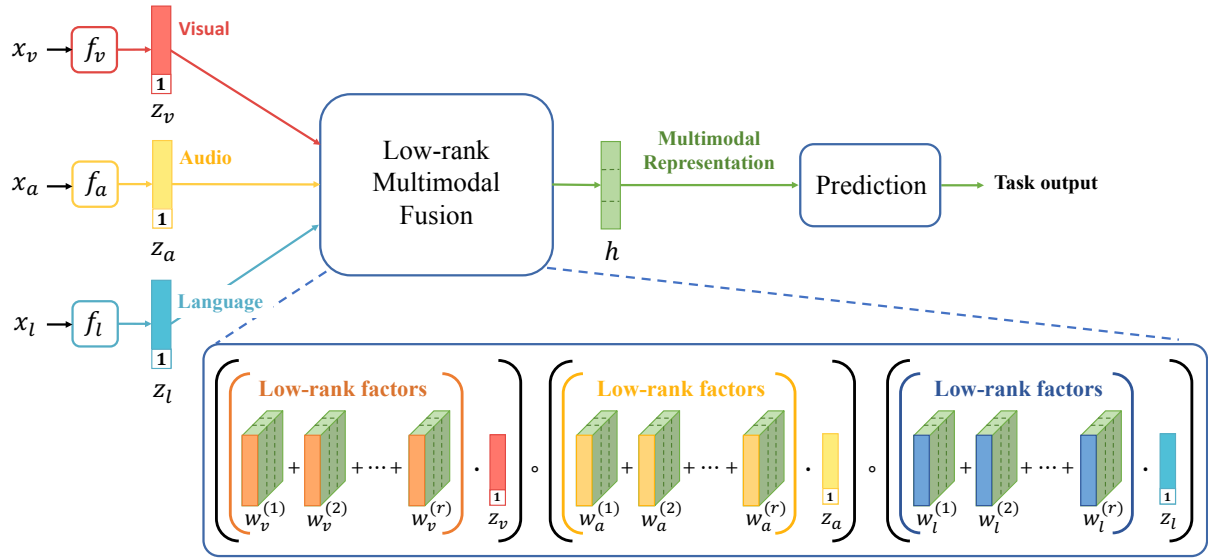 x_v f_v 1 z_v Visual
x_a f_a 1 z_a Audio
x_l f_l 1 z_l Language
Low-rank
Multimodal
Fusion
h
Multimodal
Representation
Prediction
Task output
Low-rank factors
+ + ⋯ + · 1
w_v^(1) w_v^(2) w_v^(r) z_v
∘
Low-rank factors
+ + ⋯ + · 1
w_a^(1) w_a^(2) w_a^(r) z_a
∘
Low-rank factors
+ + ⋯ + · 1
w_l^(1) w_l^(2) w_l^(r) z_l